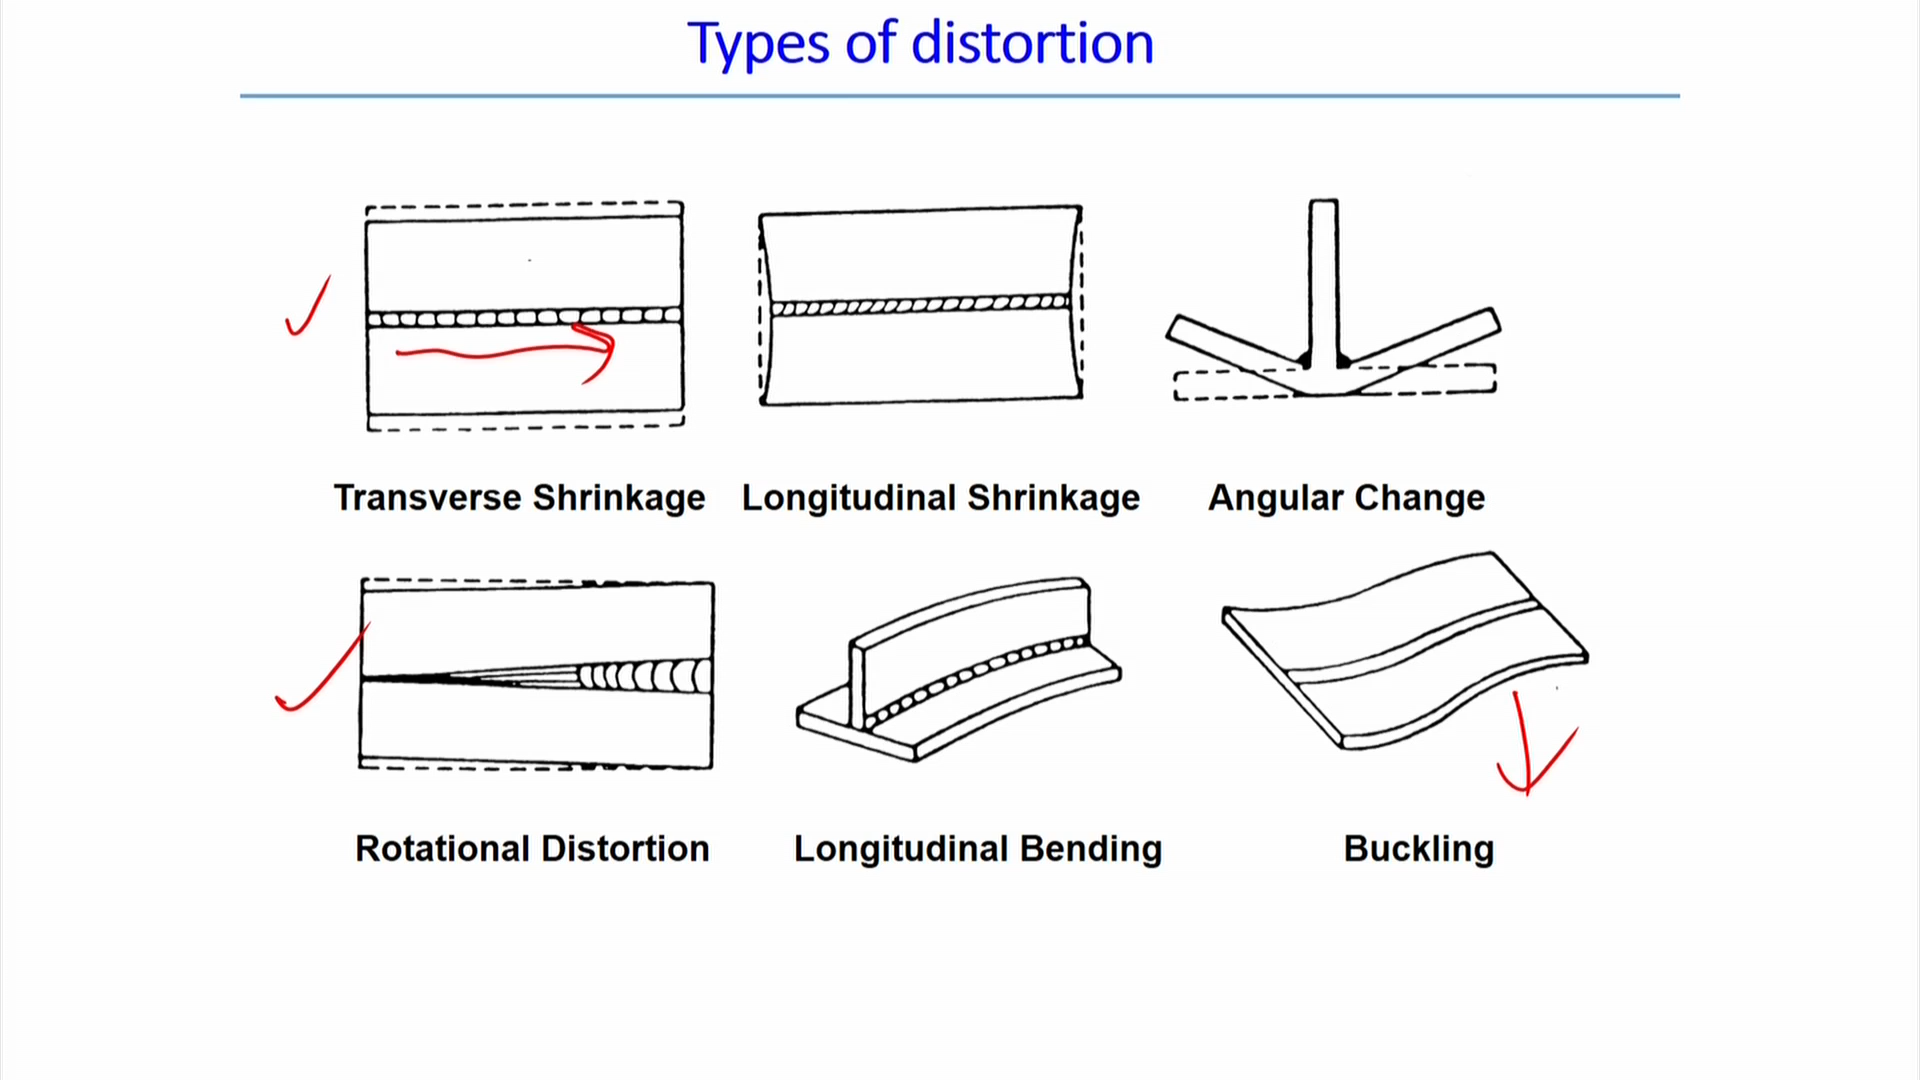 Types of distortion
Transverse Shrinkage
Longitudinal Shrinkage
Angular Change
Rotational Distortion
Longitudinal Bending
Buckling